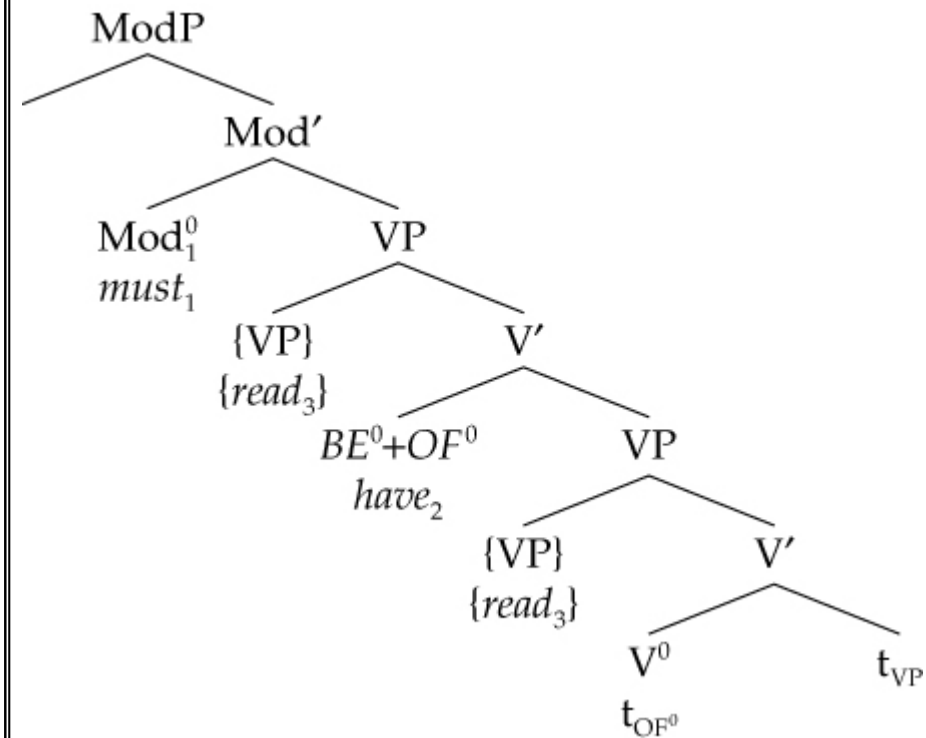 ModP
Mod′
Mod⁰₁ VP
must₁
{VP} V′
{read₃}
BE⁰+OF⁰ VP
have₂
{VP} V′
{read₃}
V⁰ t_VP
t_OF⁰